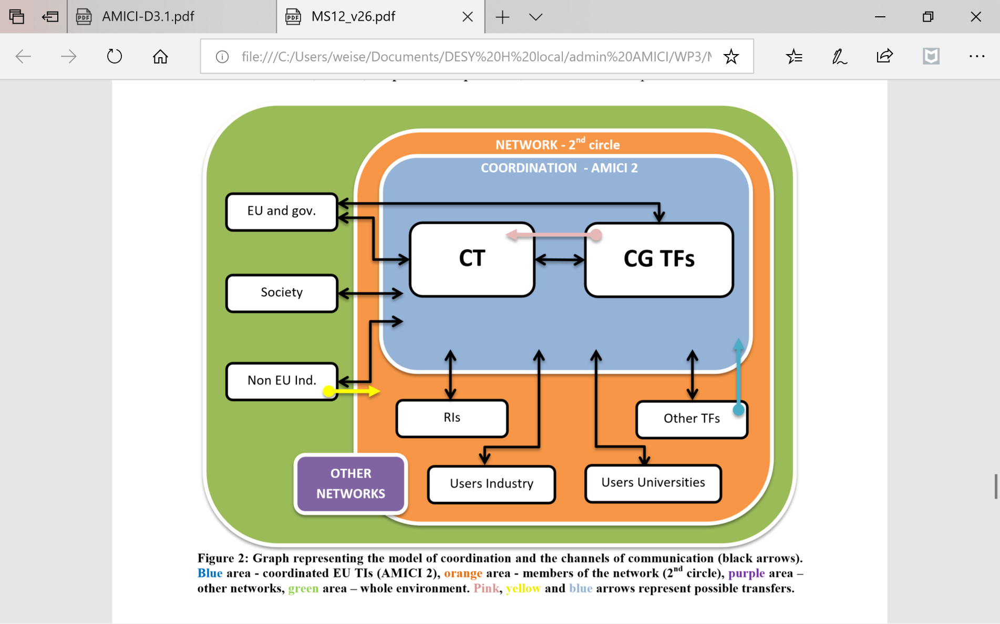 AMICI-D3.1.pdf
MS12_v26.pdf
file:///C:/Users/weise/Documents/DESY%20H%20local/admin%20AMICI/WP3/
NETWORK - 2nd circle
COORDINATION - AMICI 2
EU and gov.
CT
CG TFs
Society
Non EU Ind.
RIs
Other TFs
OTHER
NETWORKS
Users Industry
Users Universities
Figure 2: Graph representing the model of coordination and the channels of communication (black arrows).
Blue area - coordinated EU TIs (AMICI 2), orange area - members of the network (2nd circle), purple area –
other networks, green area – whole environment. Pink, yellow and blue arrows represent possible transfers.